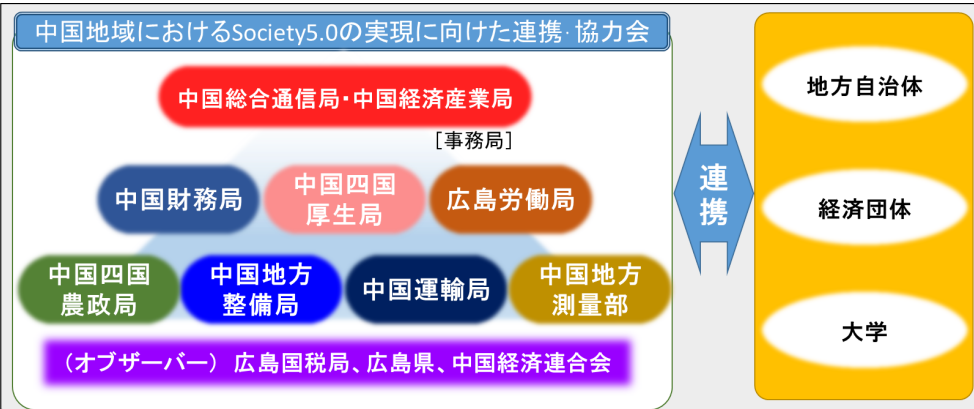 中国地域におけるSociety5.0の実現に向けた連携･協力会
中国総合通信局・中国経済産業局
［事務局］
中国財務局
中国四国
厚生局
広島労働局
中国四国
農政局
中国地方
整備局
中国運輸局
中国地方
測量部
（オブザーバー） 広島国税局、広島県、中国経済連合会
連
携
地方自治体
経済団体
大学